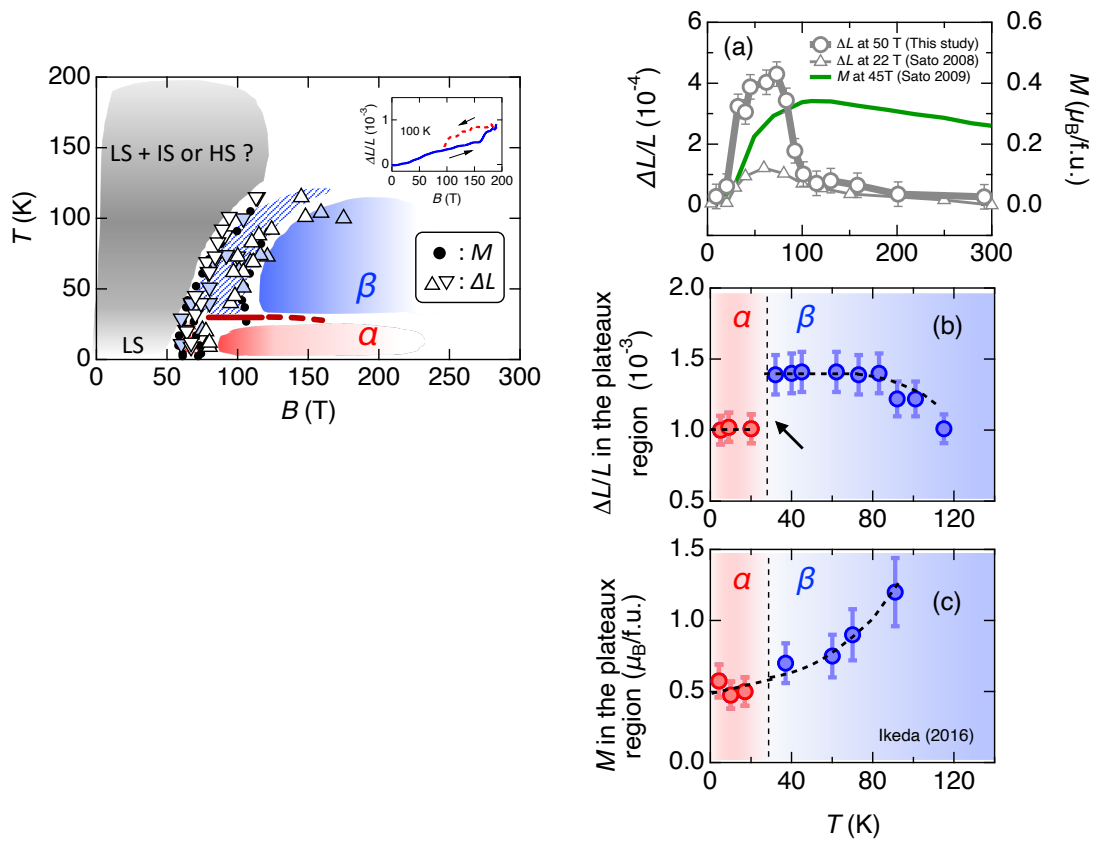 200
150
100
50
0
T (K)
0
50
100
150
200
250
300
B (T)
LS + IS or HS ?
LS
β
α
: M
: ΔL
ΔL/L (10⁻³)
1
0
100 K
0
50
100
150
200
B (T)
(a)
ΔL at 50 T (This study)
ΔL at 22 T (Sato 2008)
M at 45T (Sato 2009)
ΔL/L (10⁻⁴)
6
4
2
0
M (μB/f.u.)
0.6
0.4
0.2
0.0
0
100
200
300
α
β
(b)
ΔL/L in the plateaux
region (10⁻³)
2.0
1.5
1.0
0.5
0
40
80
120
α
β
(c)
M in the plateaux
region (μB/f.u.)
1.5
1.0
0.5
0.0
Ikeda (2016)
0
40
80
120
T (K)